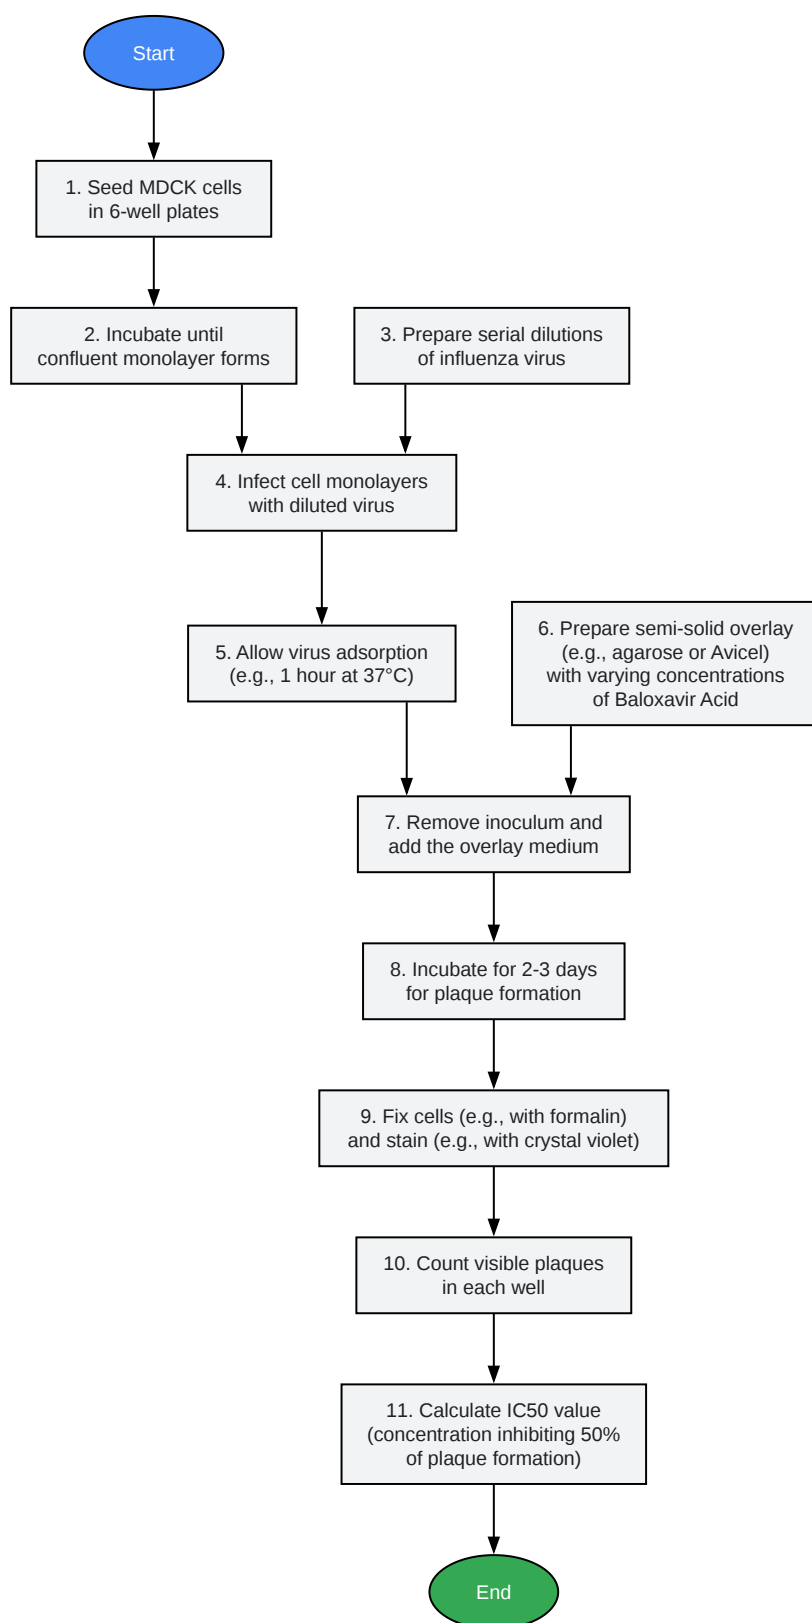 Start
1. Seed MDCK cells
in 6-well plates
2. Incubate until
confluent monolayer forms
3. Prepare serial dilutions
of influenza virus
4. Infect cell monolayers
with diluted virus
5. Allow virus adsorption
(e.g., 1 hour at 37°C)
6. Prepare semi-solid overlay
(e.g., agarose or Avicel)
with varying concentrations
of Baloxavir Acid
7. Remove inoculum and
add the overlay medium
8. Incubate for 2-3 days
for plaque formation
9. Fix cells (e.g., with formalin)
and stain (e.g., with crystal violet)
10. Count visible plaques
in each well
11. Calculate IC50 value
(concentration inhibiting 50%
of plaque formation)
End